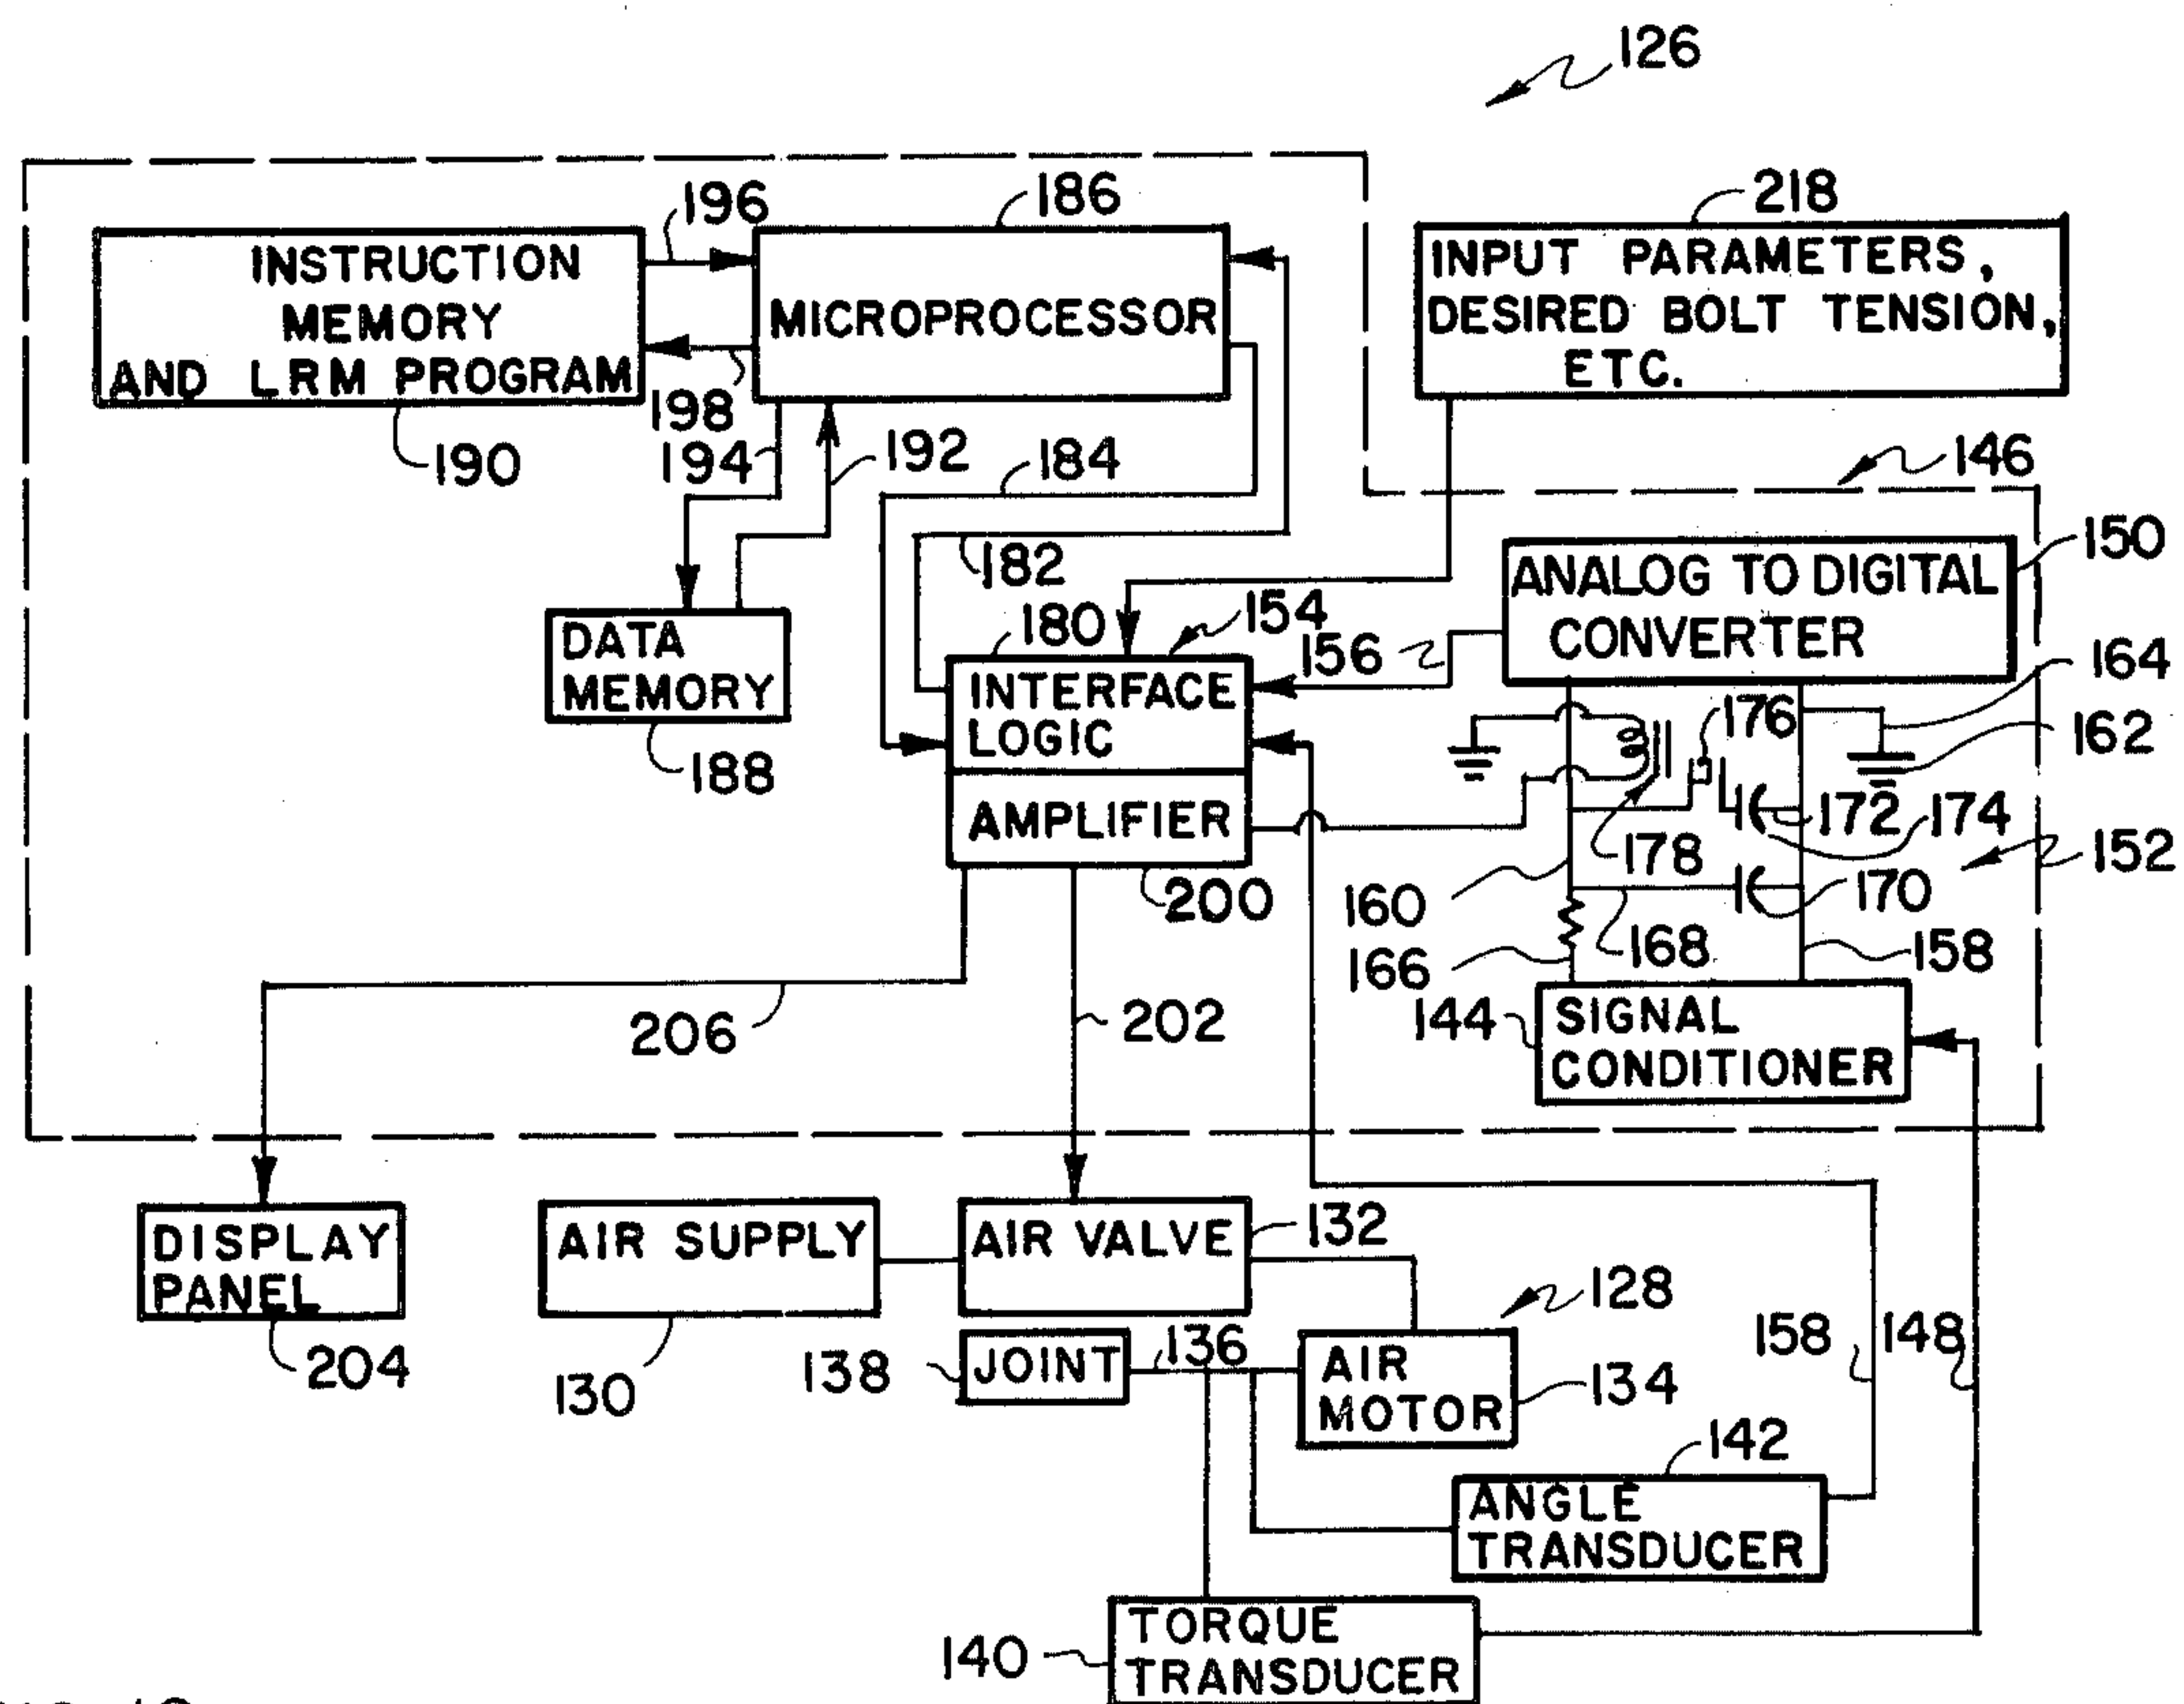 126
196
186
218
INSTRUCTION
MEMORY
AND LRM PROGRAM
MICROPROCESSOR
INPUT PARAMETERS,
DESIRED BOLT TENSION,
ETC.
198
190
194
192
184
146
182
150
ANALOG TO DIGITAL
CONVERTER
DATA
MEMORY
188
180
154
156
164
INTERFACE
LOGIC
176
162
AMPLIFIER
172
174
178
152
200
160
170
168
158
166
206
202
144
SIGNAL
CONDITIONER
DISPLAY
PANEL
204
AIR SUPPLY
130
AIR VALVE
132
128
138
JOINT
136
AIR
MOTOR
134
158
148
142
ANGLE
TRANSDUCER
140
TORQUE
TRANSDUCER